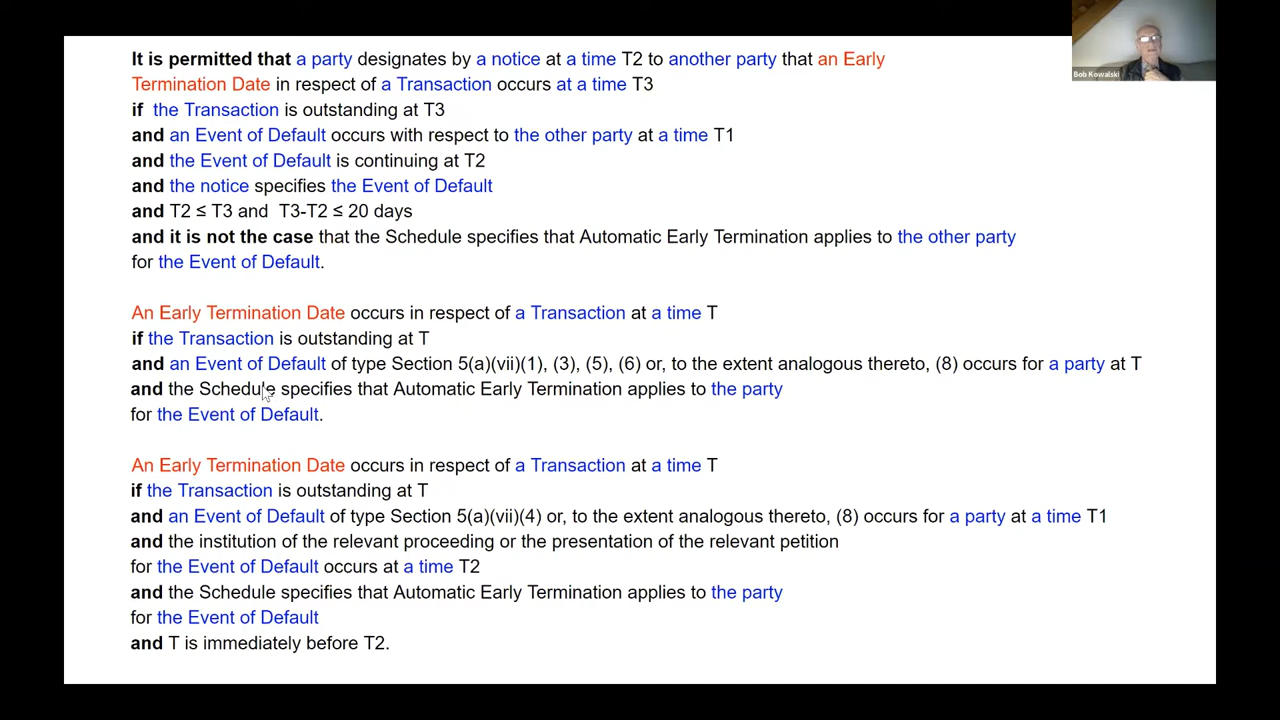 It is permitted that a party designates by a notice at a time T2 to another party that an Early
Termination Date in respect of a Transaction occurs at a time T3
if the Transaction is outstanding at T3
and an Event of Default occurs with respect to the other party at a time T1
and the Event of Default is continuing at T2
and the notice specifies the Event of Default
and T2 ≤ T3 and T3-T2 ≤ 20 days
and it is not the case that the Schedule specifies that Automatic Early Termination applies to the other party
for the Event of Default.
An Early Termination Date occurs in respect of a Transaction at a time T
if the Transaction is outstanding at T
and an Event of Default of type Section 5(a)(vii)(1), (3), (5), (6) or, to the extent analogous thereto, (8) occurs for a party at T
and the Schedule specifies that Automatic Early Termination applies to the party
for the Event of Default.
An Early Termination Date occurs in respect of a Transaction at a time T
if the Transaction is outstanding at T
and an Event of Default of type Section 5(a)(vii)(4) or, to the extent analogous thereto, (8) occurs for a party at a time T1
and the institution of the relevant proceeding or the presentation of the relevant petition
for the Event of Default occurs at a time T2
and the Schedule specifies that Automatic Early Termination applies to the party
for the Event of Default
and T is immediately before T2.
Bob Kowalski